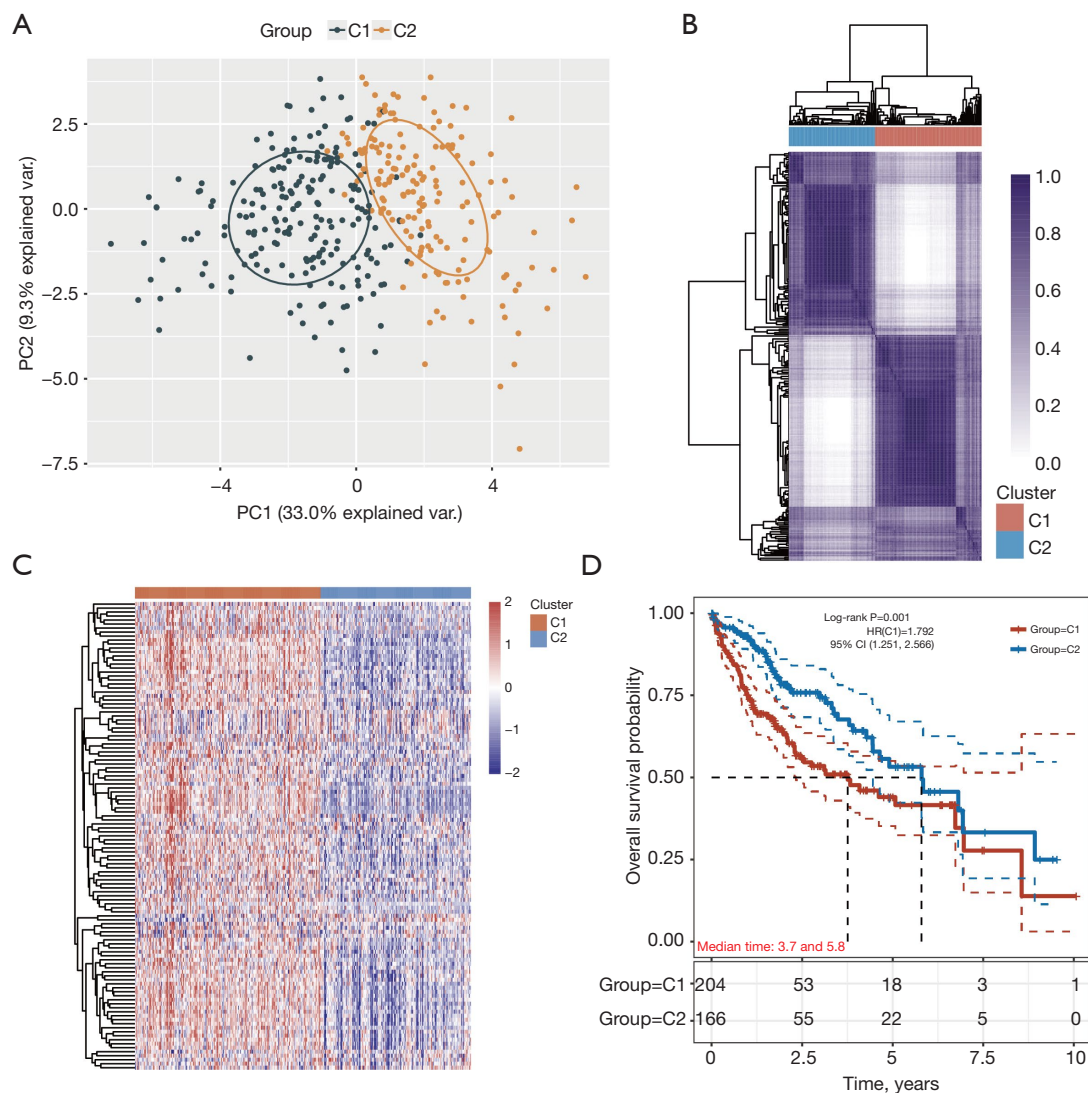 A
Group C1 C2
2.5
0.0
−2.5
−5.0
−7.5
PC2 (9.3% explained var.)
−4 0 4
PC1 (33.0% explained var.)
B
1.0
0.8
0.6
0.4
0.2
0.0
Cluster
C1
C2
C
2
1
0
−1
−2
Cluster
C1
C2
D
1.00
0.75
0.50
0.25
0.00
Overall survival probability
Log-rank P=0.001
HR(C1)=1.792
95% CI (1.251, 2.566)
Group=C1
Group=C2
Median time: 3.7 and 5.8
Group=C1 204 53 18 3 1
Group=C2 166 55 22 5 0
0 2.5 5 7.5 10
Time, years